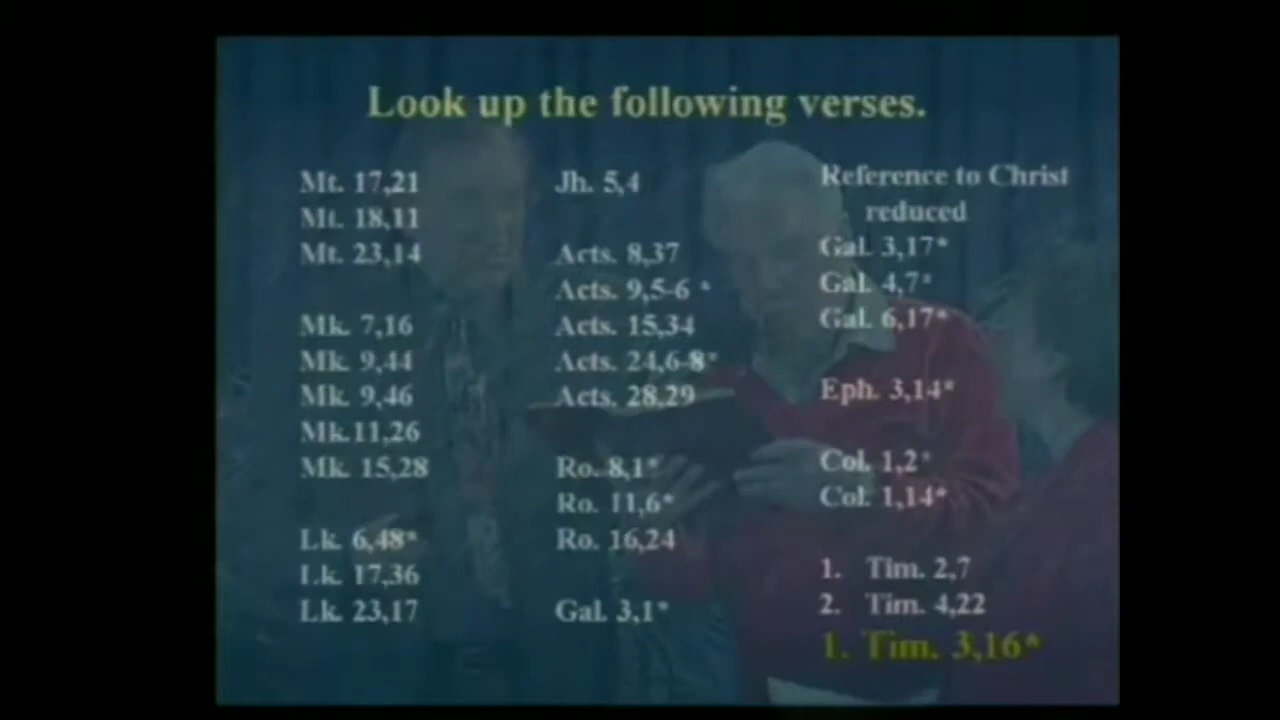 Look up the following verses.
Mt. 17,21
Mt. 18,11
Mt. 23,14
Mk. 7,16
Mk. 9,44
Mk. 9,46
Mk.11,26
Mk. 15,28
Lk. 6,48*
Lk. 17,36
Lk. 23,17
Jh. 5,4
Acts. 8,37
Acts. 9,5-6 *
Acts. 15,34
Acts. 24,6-8*
Acts. 28,29
Ro. 8,1*
Ro. 11,6*
Ro. 16,24
Gal. 3,1*
Reference to Christ
reduced
Gal. 3,17*
Gal. 4,7*
Gal. 6,17*
Eph. 3,14*
Col. 1,2*
Col. 1,14*
1. Tim. 2,7
2. Tim. 4,22
1. Tim. 3,16*